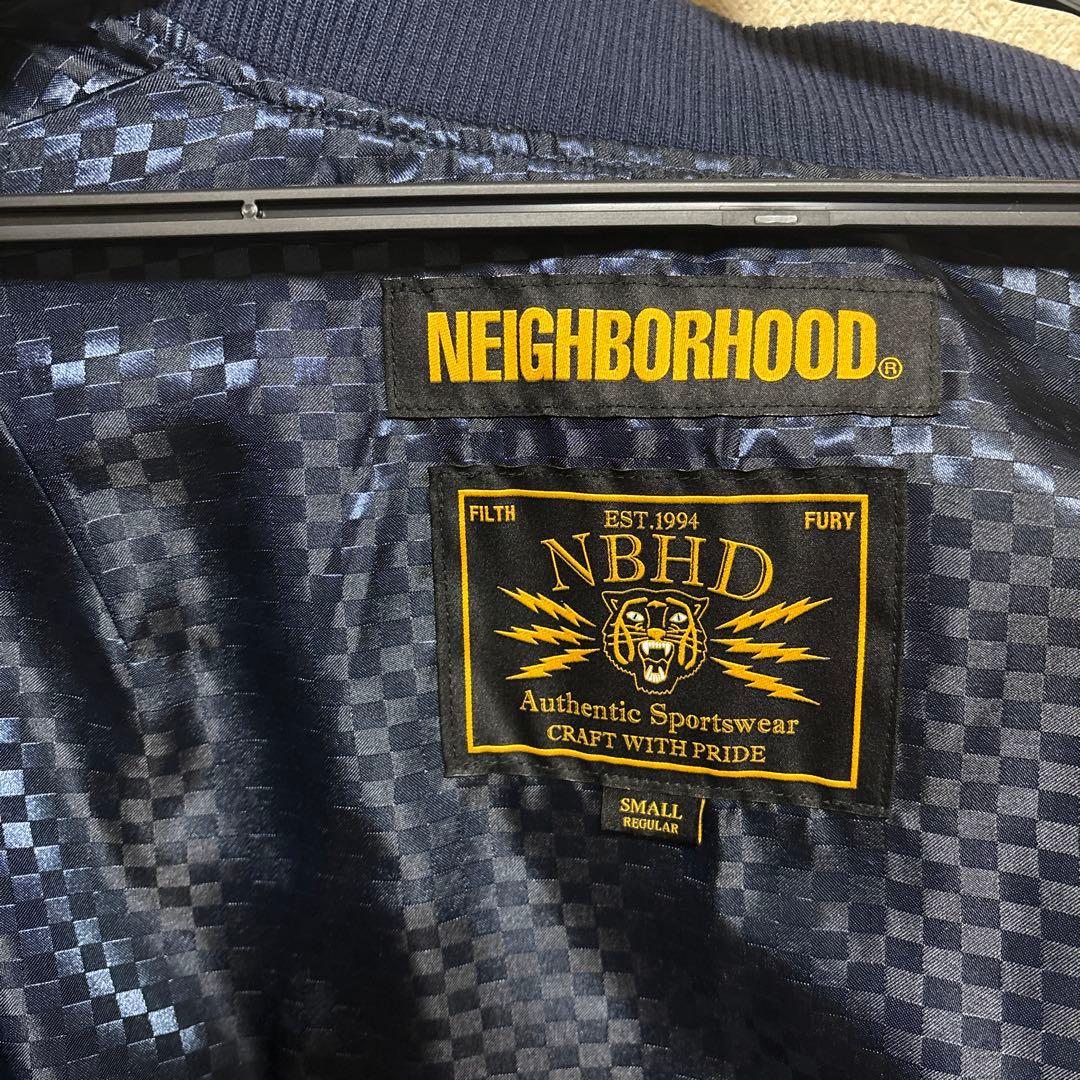 NEIGHBORHOOD®
FILTH EST.1994 FURY
NBHD
Authentic Sportswear
CRAFT WITH PRIDE
SMALL
REGULAR